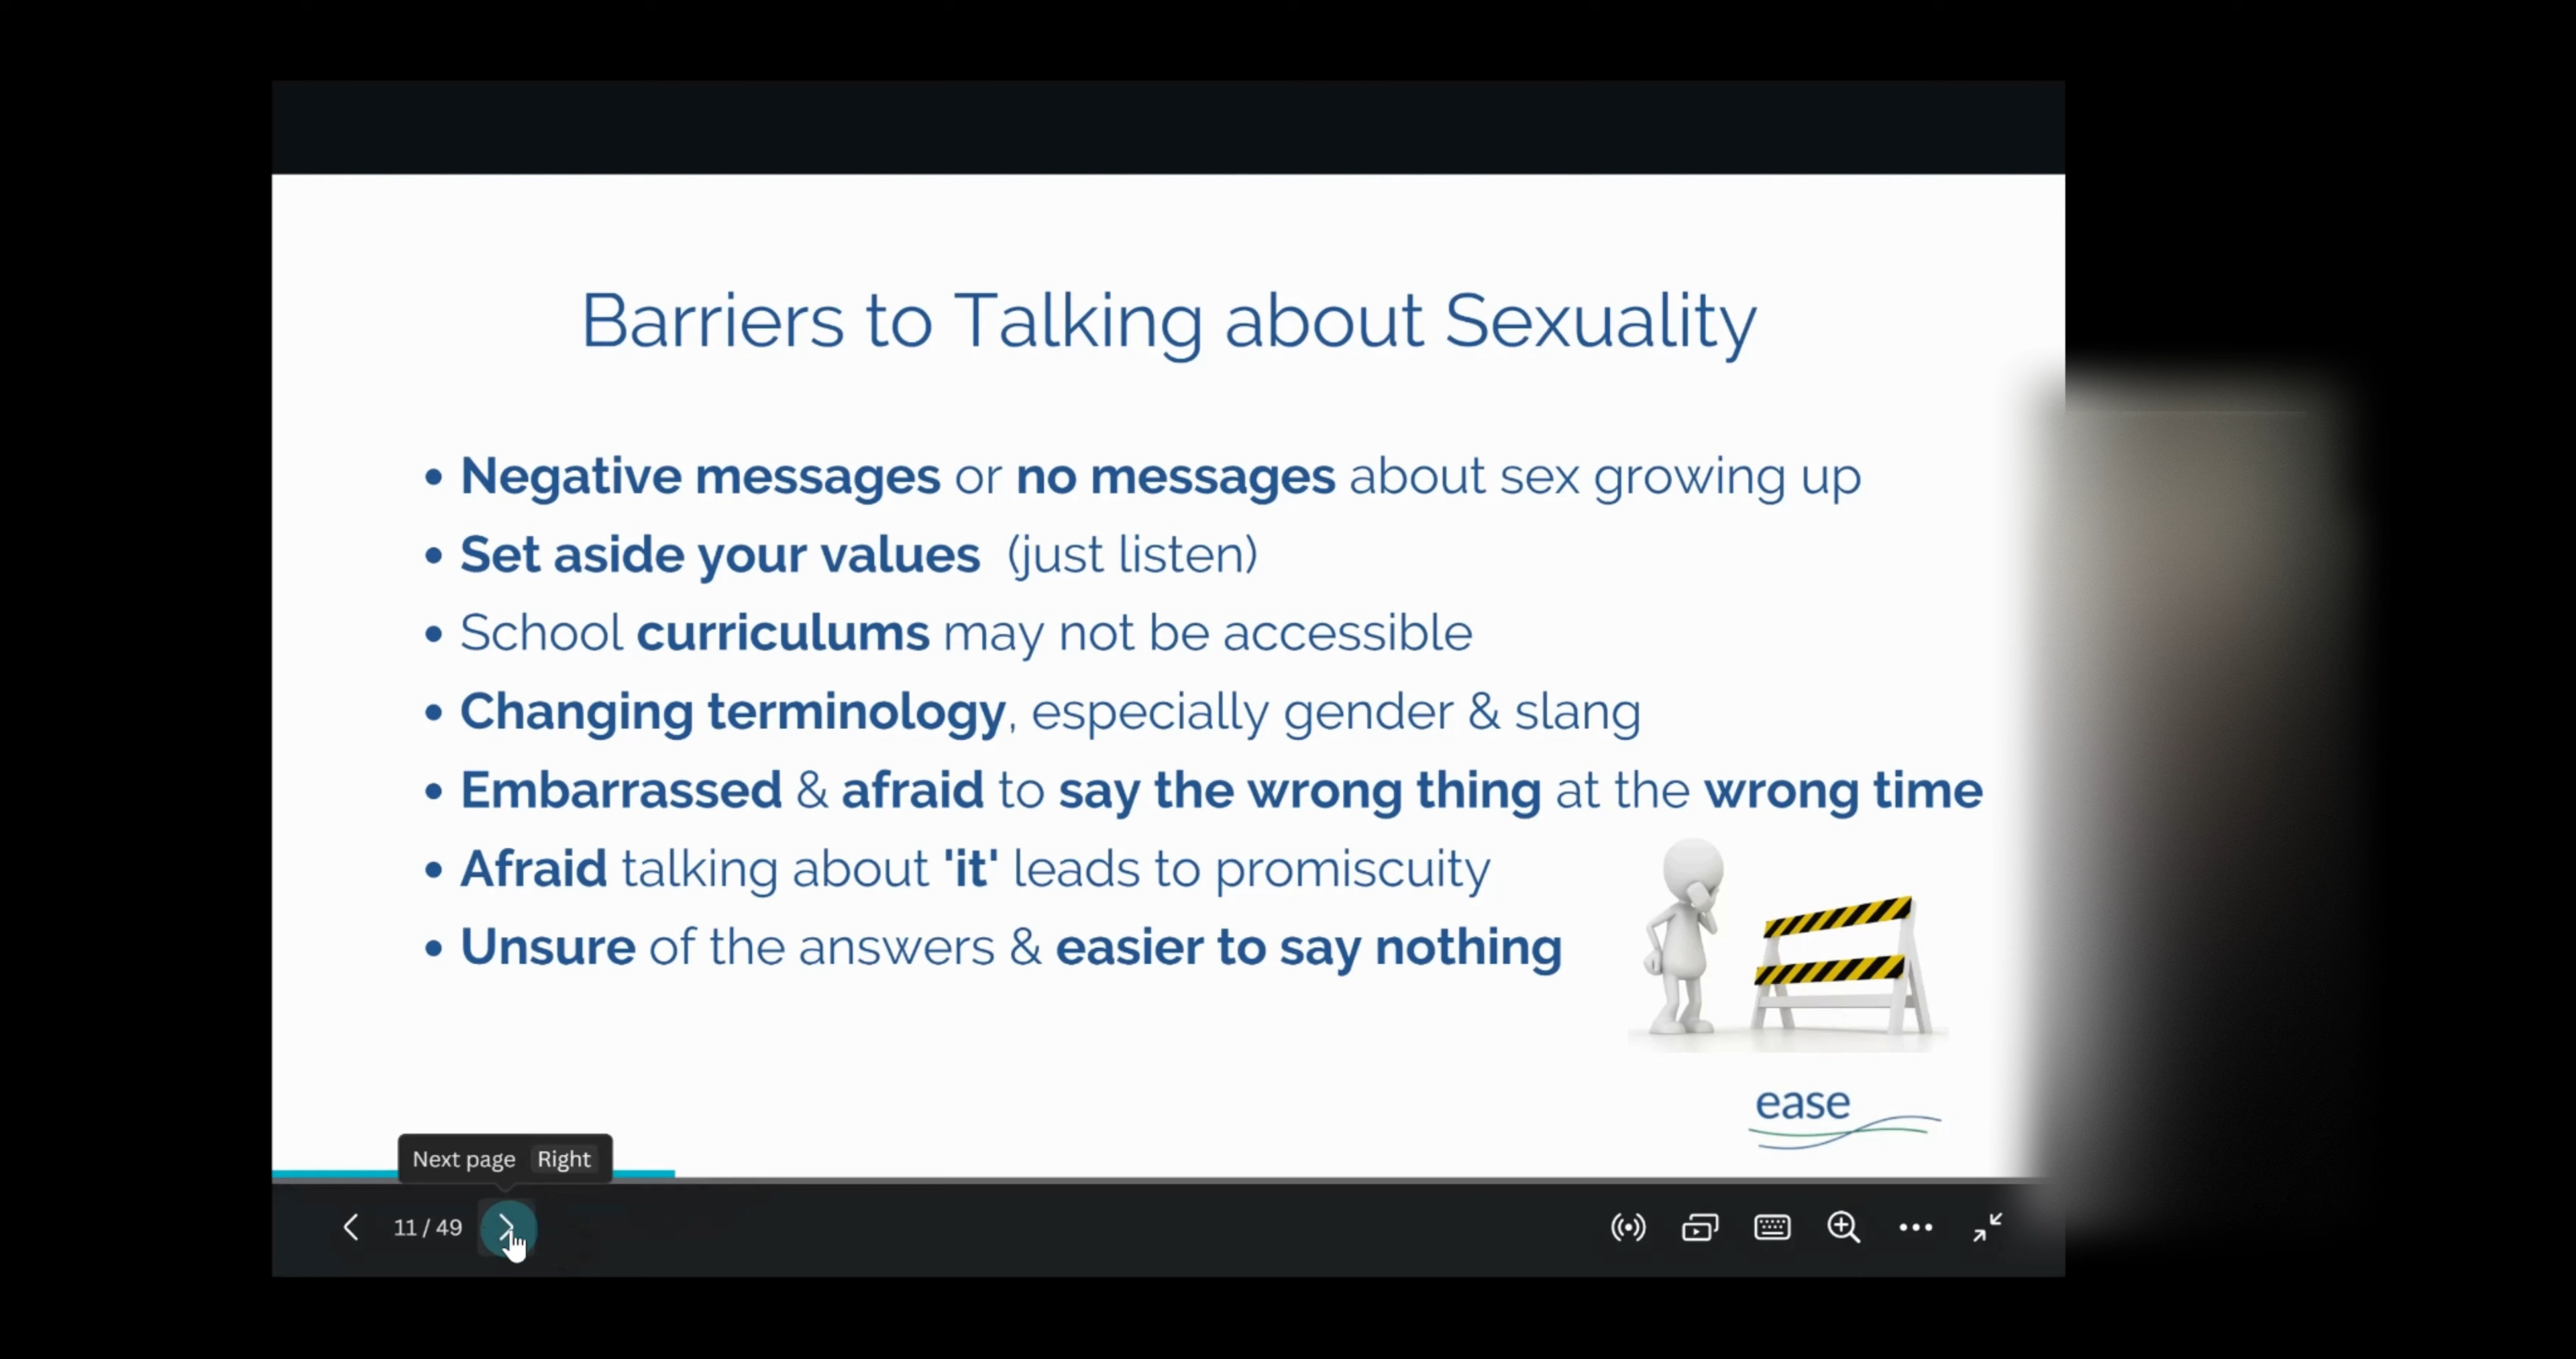 Barriers to Talking about Sexuality
• Negative messages or no messages about sex growing up
• Set aside your values (just listen)
• School curriculums may not be accessible
• Changing terminology, especially gender & slang
• Embarrassed & afraid to say the wrong thing at the wrong time
• Afraid talking about 'it' leads to promiscuity
• Unsure of the answers & easier to say nothing
ease
Next page Right
11 / 49